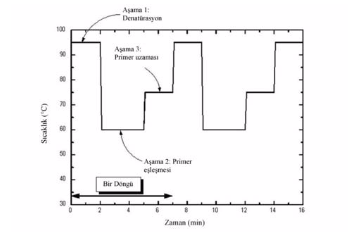 Aşama 1:
Denatürasyon
100
90
80
70
60
50
40
30
Sıcaklık (°C)
Aşama 3:
Primer uzaması
Aşama 2: Primer
eşleşmesi
Bir Döngü
0 2 4 6 8 10 12 14 16
Zaman (min)